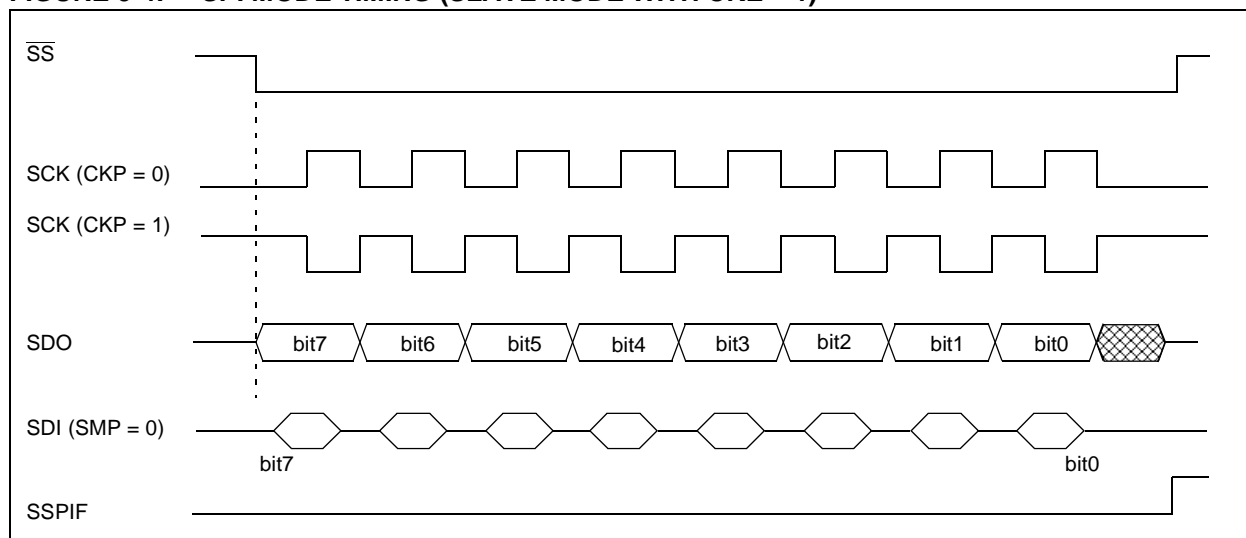 SS
SCK (CKP = 0)
SCK (CKP = 1)
SDO
bit7 bit6 bit5 bit4 bit3 bit2 bit1 bit0
SDI (SMP = 0)
bit7 bit0
SSPIF